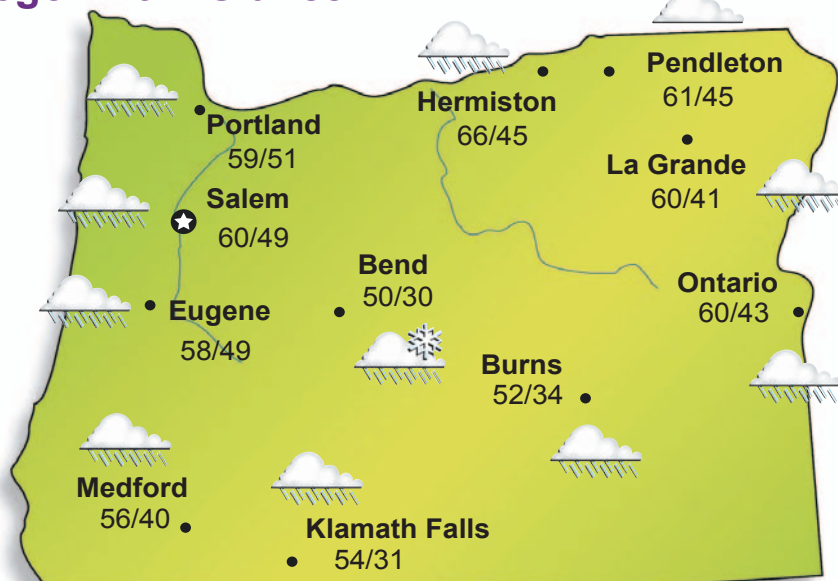 Pendleton
61/45
Hermiston
66/45
Portland
59/51
La Grande
60/41
Salem
60/49
Bend
50/30
Ontario
60/43
Eugene
58/49
Burns
52/34
Medford
56/40
Klamath Falls
54/31